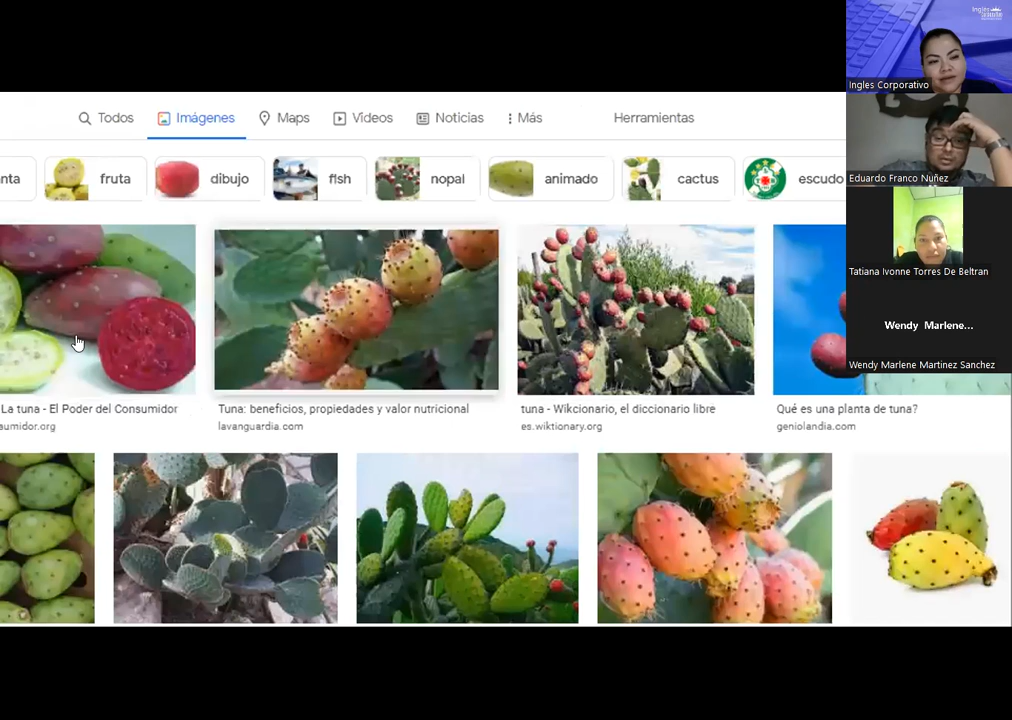 Todos
Imágenes
Maps
Videos
Noticias
Más
Herramientas
nta
fruta
dibujo
fish
nopal
animado
cactus
escudo
La tuna - El Poder del Consumidor
sumidor.org
Tuna: beneficios, propiedades y valor nutricional
lavanguardia.com
tuna - Wikcionario, el diccionario libre
es.wiktionary.org
Qué es una planta de tuna?
geniolandia.com
Ingles
Ingles Corporativo
Eduardo Franco Nuñez
Tatiana Ivonne Torres De Beltran
Wendy Marlene...
Wendy Marlene Martinez Sanchez